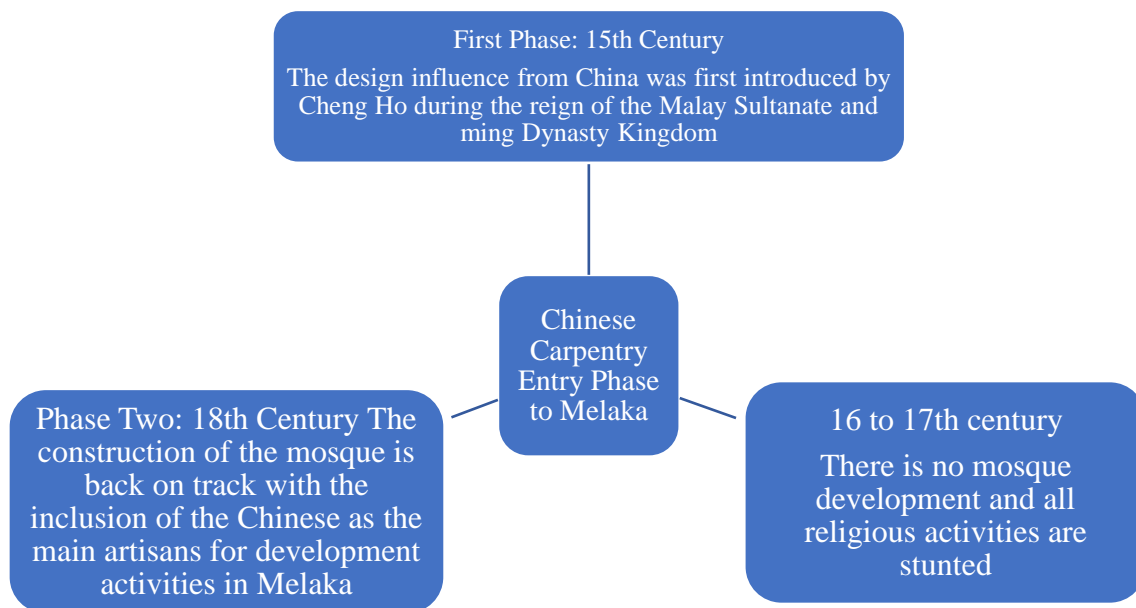 First Phase: 15th Century
The design influence from China was first introduced by
Cheng Ho during the reign of the Malay Sultanate and
ming Dynasty Kingdom
Chinese
Carpentry
Entry Phase
to Melaka
16 to 17th century
There is no mosque
development and all
religious activities are
stunted
Phase Two: 18th Century The
construction of the mosque is
back on track with the
inclusion of the Chinese as the
main artisans for development
activities in Melaka